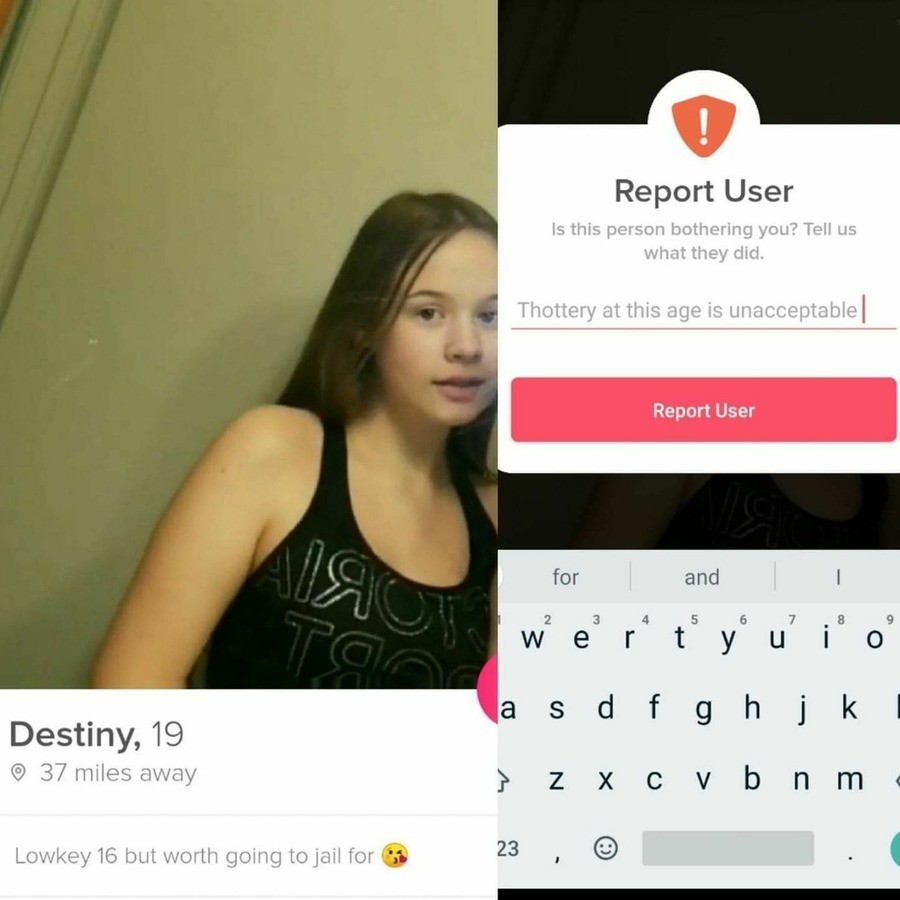 Destiny, 19
37 miles away
Lowkey 16 but worth going to jail for 😘
Report User
Is this person bothering you? Tell us
what they did.
Thottery at this age is unacceptable
Report User
for and I
2 3 4 5 6 7 8 9
w e r t y u i o
a s d f g h j k
z x c v b n m
23 , .